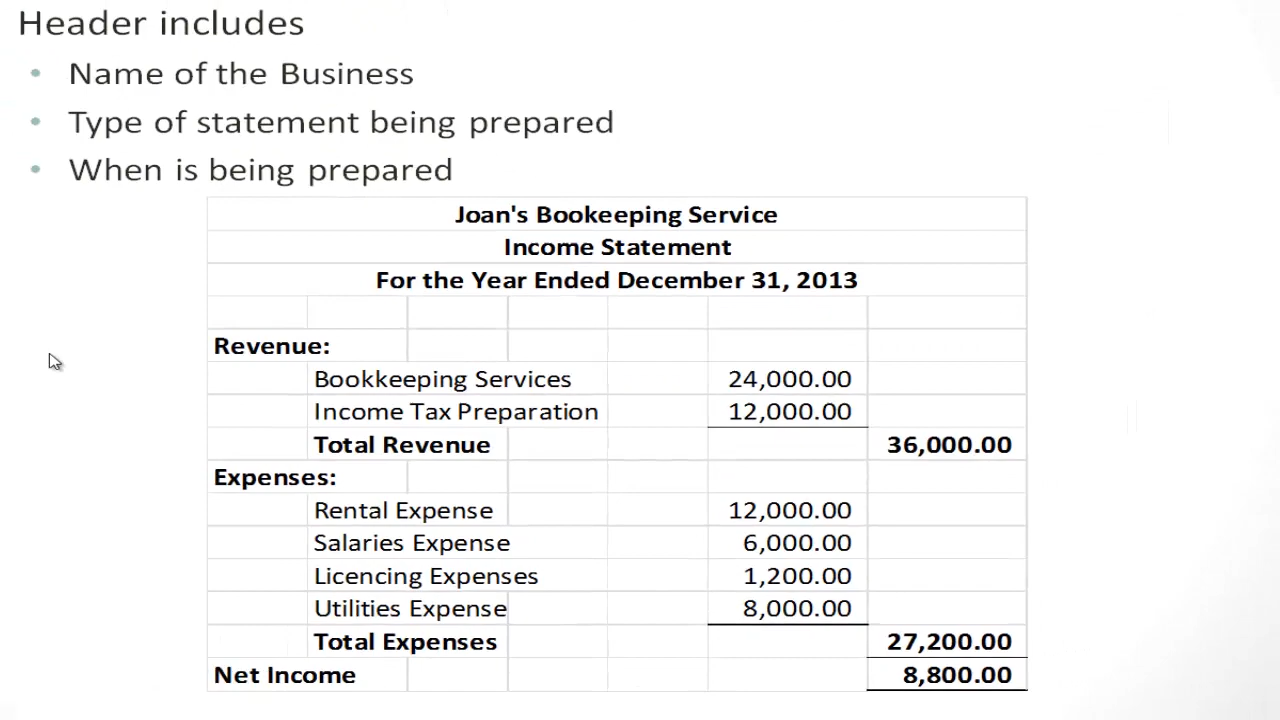 Header includes
• Name of the Business
• Type of statement being prepared
• When is being prepared
Joan's Bookeeping Service
Income Statement
For the Year Ended December 31, 2013
Revenue:
Bookkeeping Services 24,000.00
Income Tax Preparation 12,000.00
Total Revenue 36,000.00
Expenses:
Rental Expense 12,000.00
Salaries Expense 6,000.00
Licencing Expenses 1,200.00
Utilities Expense 8,000.00
Total Expenses 27,200.00
Net Income 8,800.00